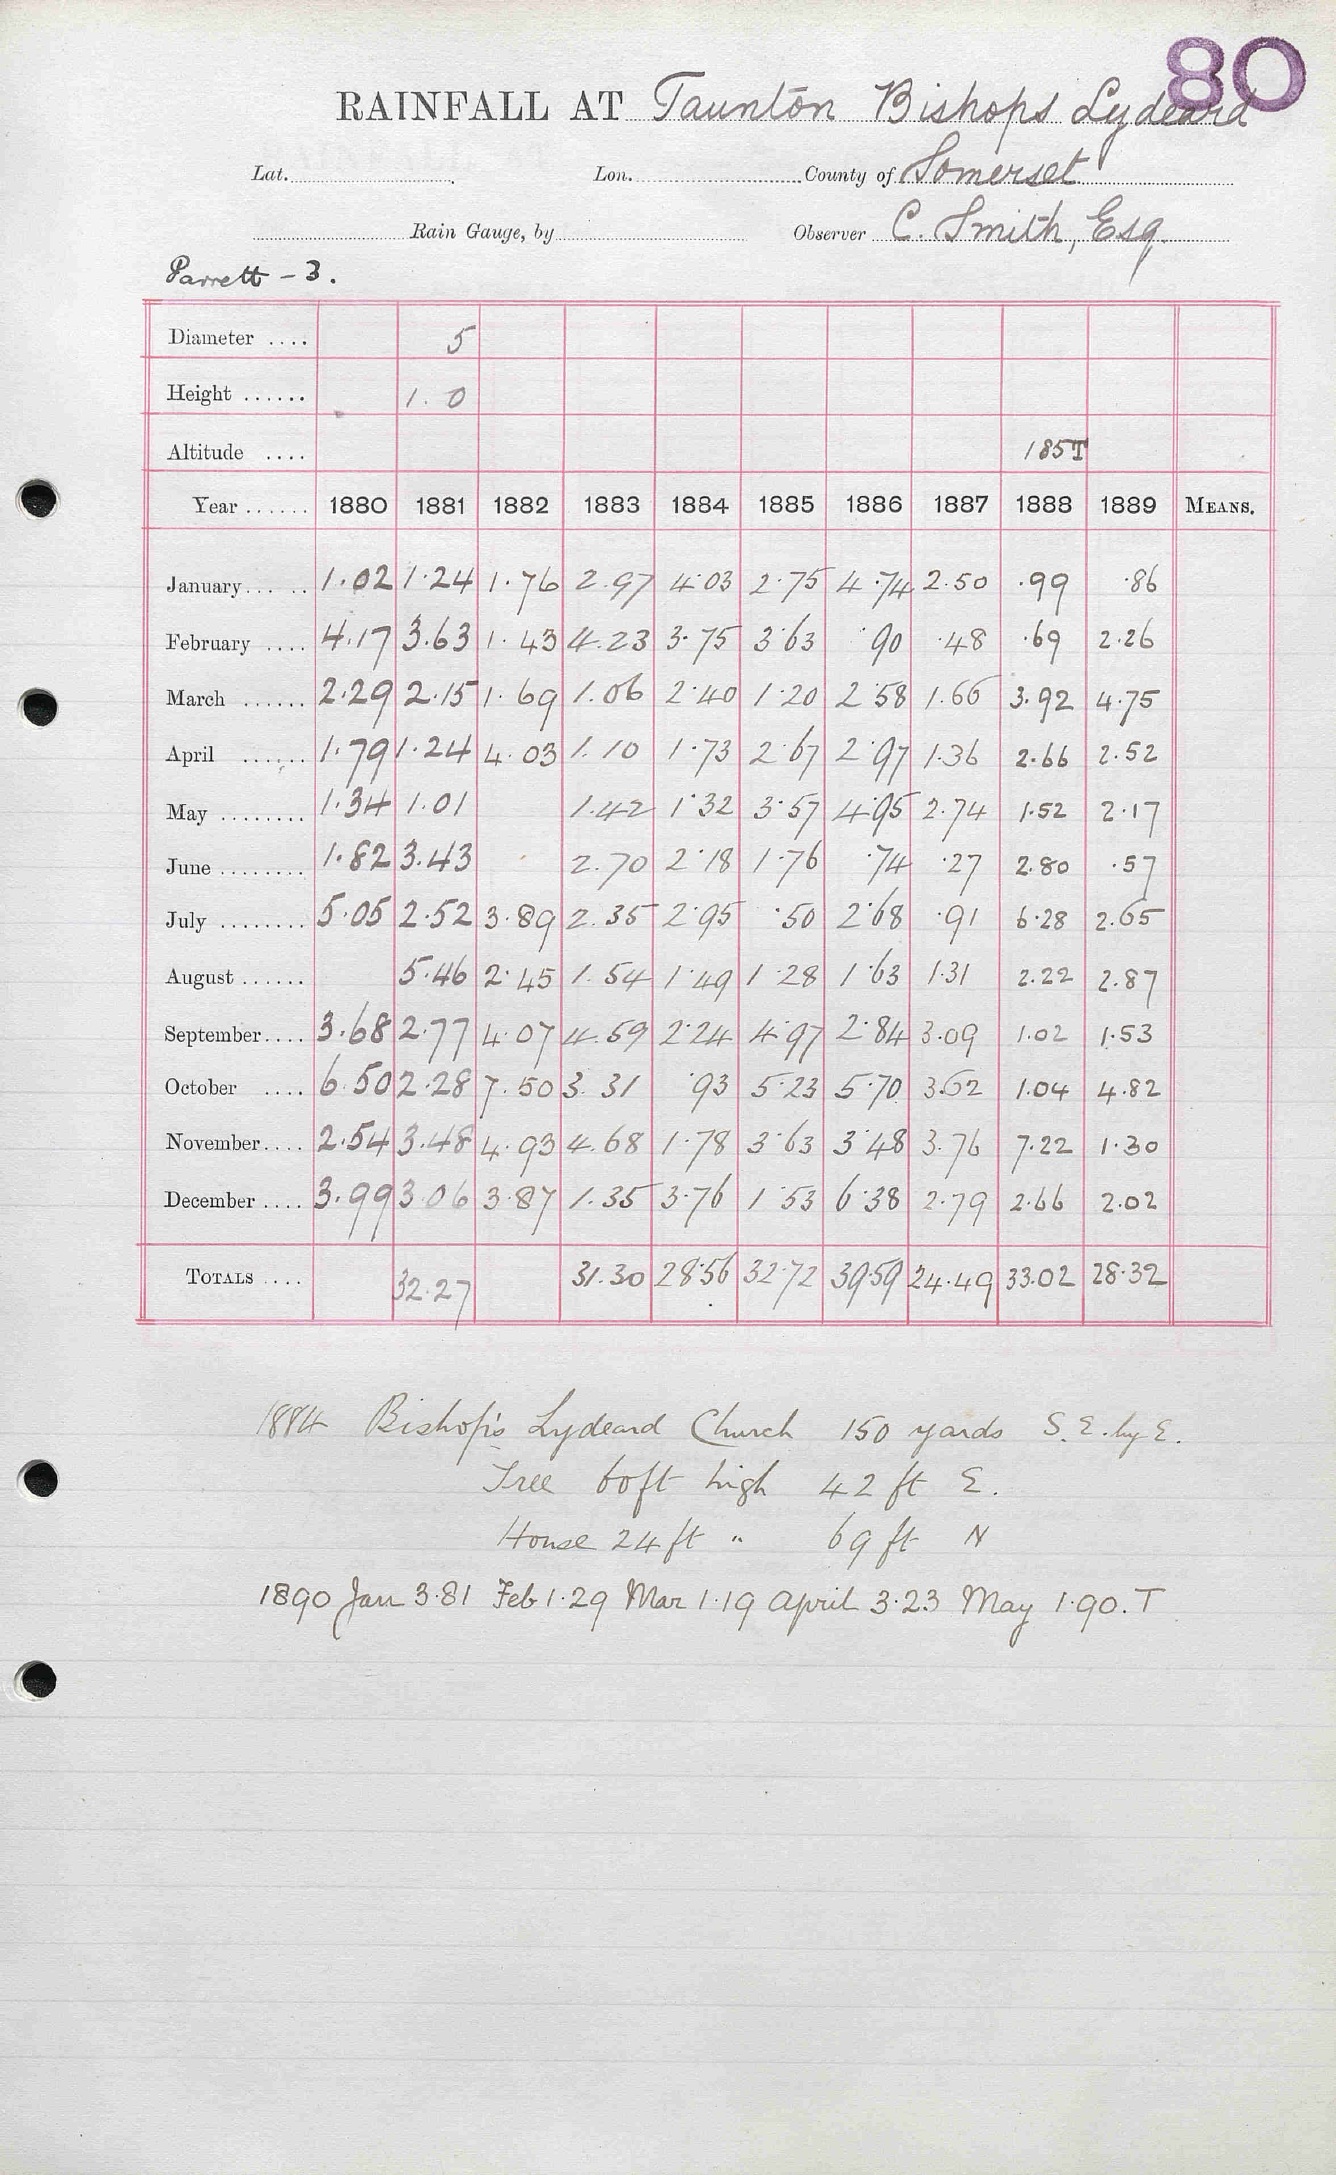 80
RAINFALL AT Taunton Bishops Lydeard
Lat. Lon. County of Somerset
Rain Gauge, by Observer C. Smith, Esq.
Parrett - 3.
Diameter .... 5
Height ...... 1.0
Altitude .... 185T
Year ...... 1880 1881 1882 1883 1884 1885 1886 1887 1888 1889 MEANS.
January... .. 1.02 1.24 1.76 2.97 4.03 2.75 4.74 2.50 .99 .86
February .... 4.17 3.63 1.43 4.23 3.75 3.63 .90 .48 .69 2.26
March ...... 2.29 2.15 1.69 1.06 2.40 1.20 2.58 1.66 3.92 4.75
April ...... 1.79 1.24 4.03 1.10 1.73 2.67 2.97 1.36 2.66 2.52
May ........ 1.34 1.01 1.42 1.32 3.57 4.95 2.74 1.52 2.17
June ........ 1.82 3.43 2.70 2.18 1.76 .74 .27 2.80 .57
July ........ 5.05 2.52 3.89 2.35 2.95 .50 2.68 .91 6.28 2.65
August ...... 5.46 2.45 1.54 1.49 1.28 1.63 1.31 2.22 2.87
September.... 3.68 2.77 4.07 4.59 2.24 4.97 2.84 3.09 1.02 1.53
October .... 6.50 2.28 7.50 3.31 .93 5.23 5.70 3.62 1.04 4.82
November.... 2.54 3.48 4.93 4.68 1.78 3.63 3.48 3.76 7.22 1.30
December .... 3.99 3.06 3.87 1.35 3.76 1.53 6.38 2.79 2.66 2.02
TOTALS .... 32.27 31.30 28.56 32.72 39.59 24.49 33.02 28.32
1884 Bishop's Lydeard Church 150 yards S.E. by E.
Tree 60ft high 42 ft E.
House 24 ft " 69 ft N
1890 Jan 3.81 Feb 1.29 Mar 1.19 April 3.23 May 1.90. T